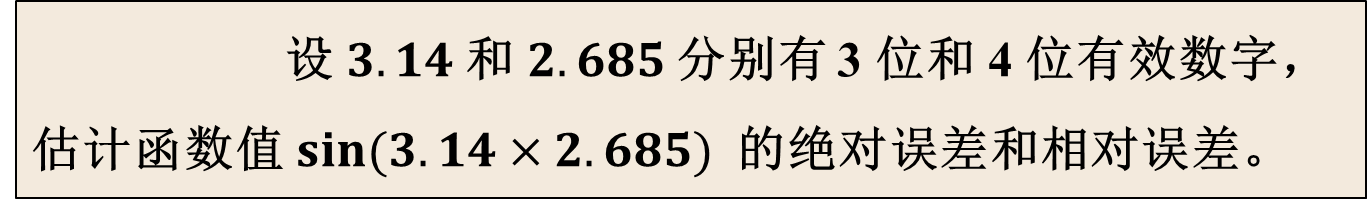 设 3.14 和 2.685 分别有 3 位和 4 位有效数字，
估计函数值 sin(3.14 × 2.685) 的绝对误差和相对误差。